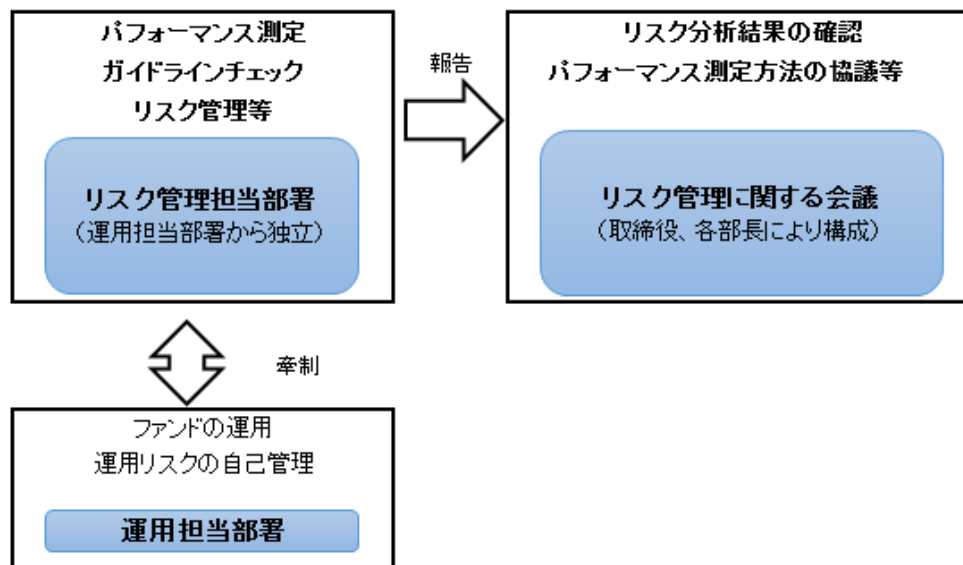 パフォーマンス測定
ガイドラインチェック
リスク管理等
リスク管理担当部署
（運用担当部署から独立）
報告
リスク分析結果の確認
パフォーマンス測定方法の協議等
リスク管理に関する会議
（取締役、各部長により構成）
牽制
ファンドの運用
運用リスクの自己管理
運用担当部署